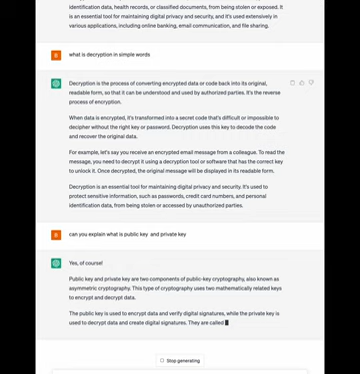 identification data, health records, or classified documents, from being stolen or exposed. It
is an essential tool for maintaining digital privacy and security, and it's used extensively in
various applications, including online banking, email communication, and file sharing.
what is decryption in simple words
Decryption is the process of converting encrypted data or code back into its original,
readable form, so that it can be understood and used by authorized parties. It's the reverse
process of encryption.
When data is encrypted, it's transformed into a secret code that's difficult or impossible to
decipher without the right key or password. Decryption uses this key to decode the code
and recover the original data.
For example, let's say you receive an encrypted email message from a colleague. To read the
message, you need to decrypt it using a decryption tool or software that has the correct key
to unlock it. Once decrypted, the original message will be displayed in its readable form.
Decryption is an essential tool for maintaining digital privacy and security. It's used to
protect sensitive information, such as passwords, credit card numbers, and personal
identification data, from being stolen or accessed by unauthorized parties.
can you explain what is public key and private key
Yes, of course!
Public key and private key are two components of public-key cryptography, also known as
asymmetric cryptography. This type of cryptography uses two mathematically related keys
to encrypt and decrypt data.
The public key is used to encrypt data and verify digital signatures, while the private key is
used to decrypt data and create digital signatures. They are called
Stop generating